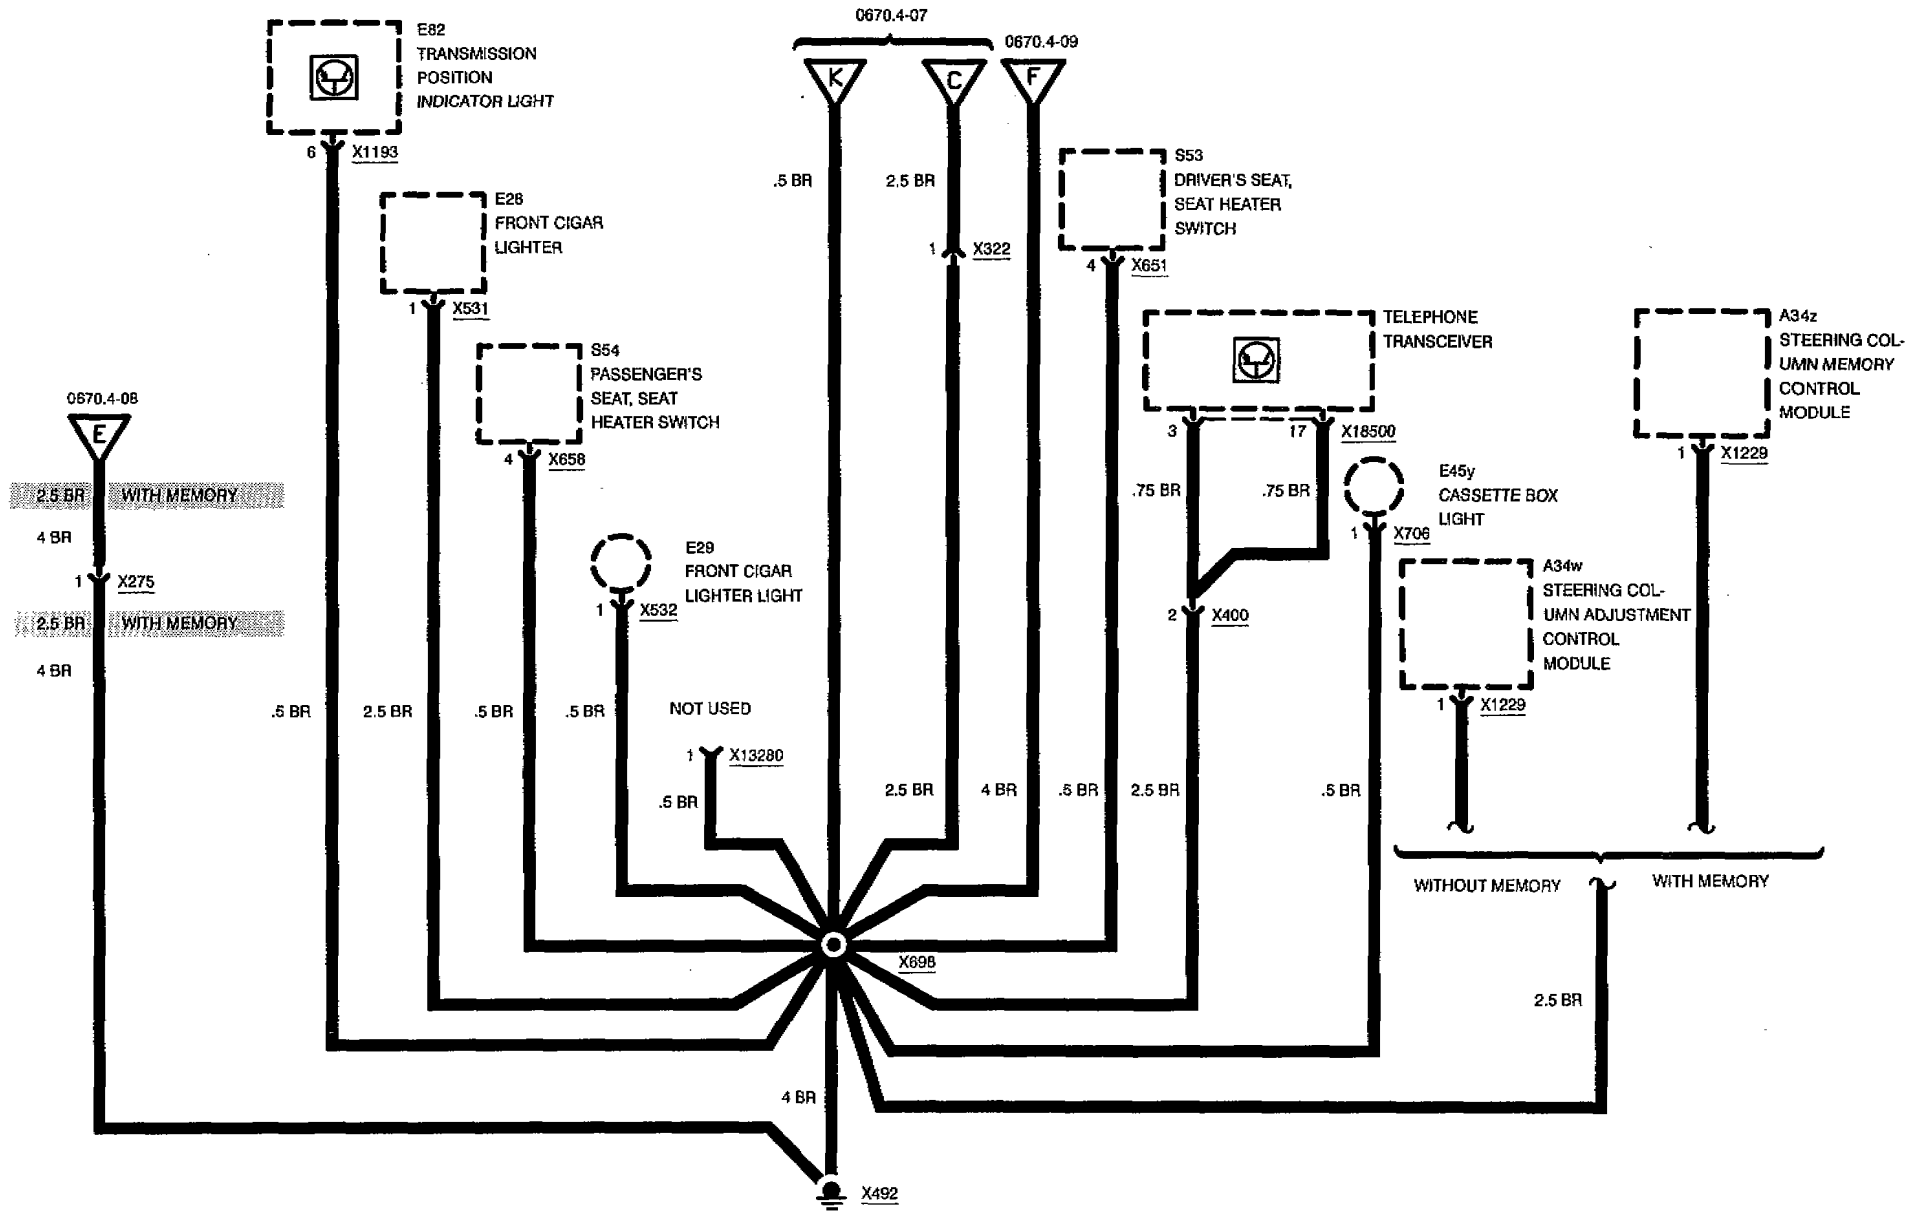 0670.4-07
0670.4-09
K
C
F
E82
TRANSMISSION
POSITION
INDICATOR LIGHT
6
X1193
E28
FRONT CIGAR
LIGHTER
1
X531
S54
PASSENGER'S
SEAT, SEAT
HEATER SWITCH
4
X658
0670.4-08
E
2.5 BR
WITH MEMORY
4 BR
1
X275
2.5 BR
WITH MEMORY
4 BR
E29
FRONT CIGAR
LIGHTER LIGHT
1
X532
.5 BR
2.5 BR
.5 BR
.5 BR
NOT USED
1
X13280
.5 BR
.5 BR
2.5 BR
1
X322
S53
DRIVER'S SEAT,
SEAT HEATER
SWITCH
4
X651
TELEPHONE
TRANSCEIVER
3
17
X18500
.75 BR
.75 BR
2
X400
E45y
CASSETTE BOX
LIGHT
1
X706
A34z
STEERING COL-
UMN MEMORY
CONTROL
MODULE
1
X1229
A34w
STEERING COL-
UMN ADJUSTMENT
CONTROL
MODULE
1
X1229
2.5 BR
4 BR
.5 BR
2.5 BR
.5 BR
WITHOUT MEMORY
WITH MEMORY
X698
2.5 BR
4 BR
X492